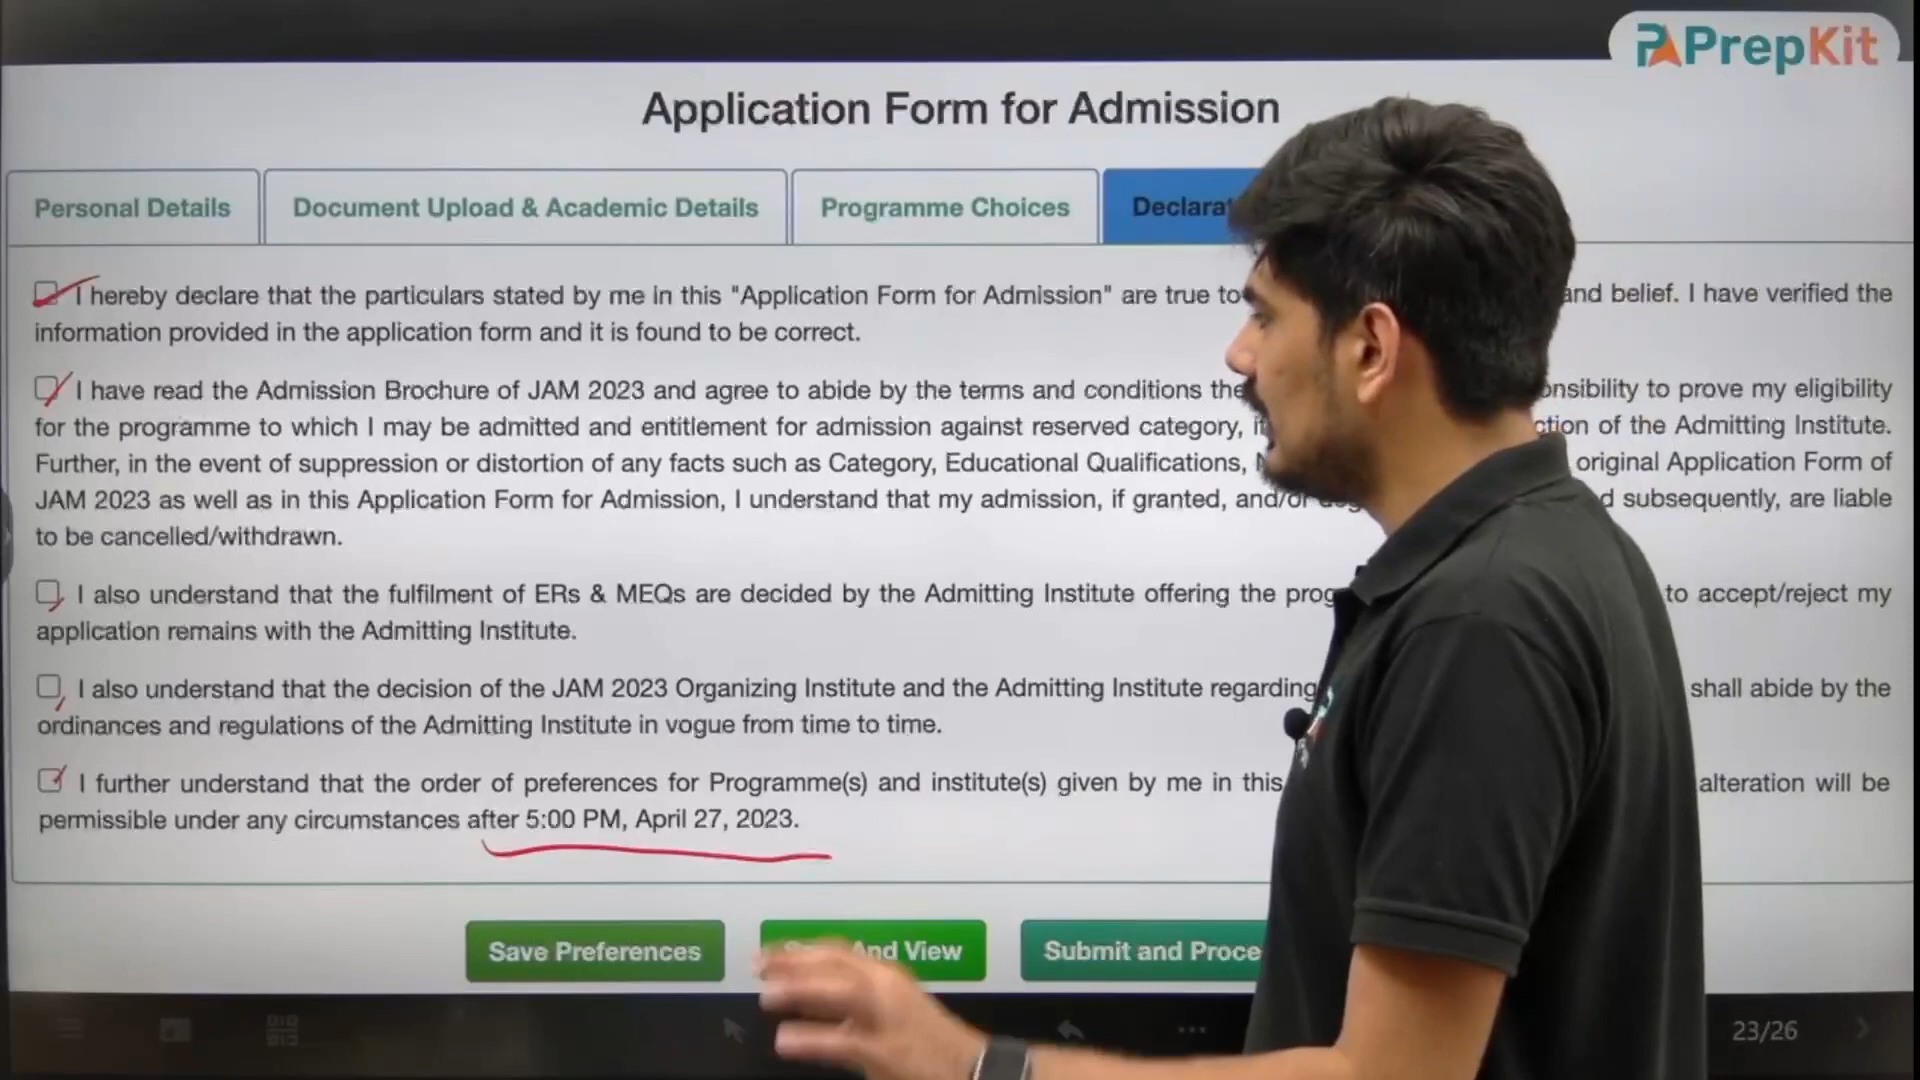 PrepKit
Application Form for Admission
Personal Details
Document Upload & Academic Details
Programme Choices
I hereby declare that the particulars stated by me in this "Application Form for Admission" are true to and belief. I have verified the
information provided in the application form and it is found to be correct.
I have read the Admission Brochure of JAM 2023 and agree to abide by the terms and conditions my eligibility to prove
for the programme to which I may be admitted and entitlement for admission against reserved category, of the Admitting Institute.
Further, in the event of suppression or distortion of any facts such as Category, Educational Qualifications, original Application Form of
JAM 2023 as well as in this Application Form for Admission, I understand that my admission, if granted, and/or subsequently, are liable
to be cancelled/withdrawn.
I also understand that the fulfilment of ERs & MEQs are decided by the Admitting Institute offering the to accept/reject my
application remains with the Admitting Institute.
I also understand that the decision of the JAM 2023 Organizing Institute and the Admitting Institute regarding shall abide by the
ordinances and regulations of the Admitting Institute in vogue from time to time.
I further understand that the order of preferences for Programme(s) and institute(s) given by me in this alteration will be
permissible under any circumstances after 5:00 PM, April 27, 2023.
Save Preferences
And View
Submit and
23/26